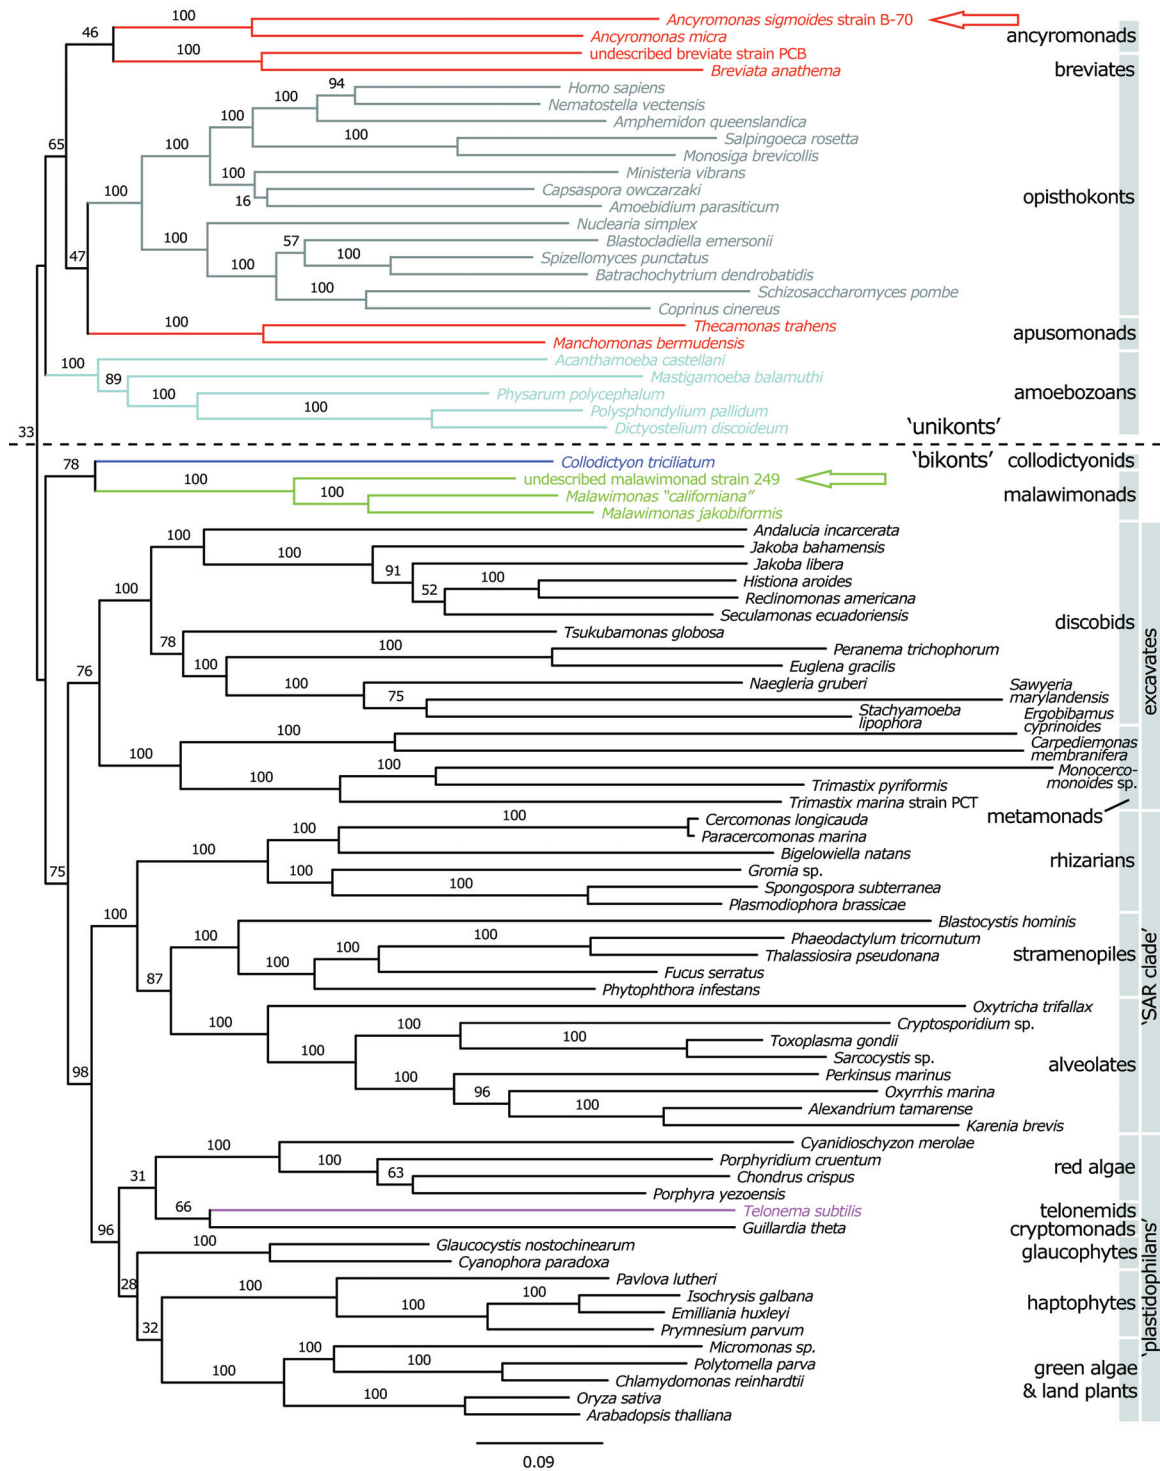 100
Ancyromonas sigmoides strain B-70
46
Ancyromonas micra
ancyromonads
undescribed breviate strain PCB
100
Breviata anathema
breviates
94
Homo sapiens
100
Nematostella vectensis
100
Amphemidon queenslandica
100
Salpingoeca rosetta
65
100
Monosiga brevicollis
100
Ministeria vibrans
100
Capsaspora owczarzaki
16
Amoebidium parasiticum
opisthokonts
Nuclearia simplex
100
57
Blastocladiella emersonii
47
100
Spizellomyces punctatus
100
Batrachochytrium dendrobatidis
100
Schizosaccharomyces pombe
Coprinus cinereus
100
Thecamonas trahens
apusomonads
Manchomonas bermudensis
100
Acanthamoeba castellani
89
Mastigamoeba balamuthi
100
Physarum polycephalum
amoebozoans
100
Polysphondylium pallidum
Dictyostelium discoideum
33
‘unikonts’
‘bikonts’
78
Collodictyon triciliatum
collodictyonids
100
undescribed malawimonad strain 249
100
Malawimonas “californiana”
malawimonads
Malawimonas jakobiformis
100
Andalucia incarcerata
100
Jakoba bahamensis
91
Jakoba libera
100
52
100
Histiona aroides
Reclinomonas americana
Seculamonas ecuadoriensis
discobids
78
Tsukubamonas globosa
100
Peranema trichophorum
76
100
Euglena gracilis
100
Naegleria gruberi
75
Sawyeria
marylandensis
Stachyamoeba
lipophora
excavates
Ergobibamus
cyprinoides
100
100
Carpediemonas
membranifera
100
100
Monocerco-
monoides sp.
Trimastix pyriformis
Trimastix marina strain PCT
metamonads
100
Cercomonas longicauda
100
Paracercomonas marina
100
Bigelowiella natans
rhizarians
75
100
Gromia sp.
100
Spongospora subterranea
Plasmodiophora brassicae
100
100
Blastocystis hominis
100
Phaeodactylum tricornutum
100
Thalassiosira pseudonana
stramenopiles
87
100
Fucus serratus
Phytophthora infestans
‘SAR clade’
100
Oxytricha trifallax
100
Cryptosporidium sp.
100
100
Toxoplasma gondii
Sarcocystis sp.
alveolates
98
100
Perkinsus marinus
96
Oxyrrhis marina
100
Alexandrium tamarense
Karenia brevis
100
Cyanidioschyzon merolae
31
100
Porphyridium cruentum
red algae
63
Chondrus crispus
Porphyra yezoensis
66
Telonema subtilis
telonemids
96
Guillardia theta
cryptomonads
100
Glaucocystis nostochinearum
glaucophytes
Cyanophora paradoxa
28
100
Pavlova lutheri
100
100
Isochrysis galbana
haptophytes
Emilliania huxleyi
32
Prymnesium parvum
‘plastidophilans’
100
Micromonas sp.
100
100
Polytomella parva
green algae
Chlamydomonas reinhardtii
& land plants
100
Oryza sativa
Arabadopsis thalliana
0.09